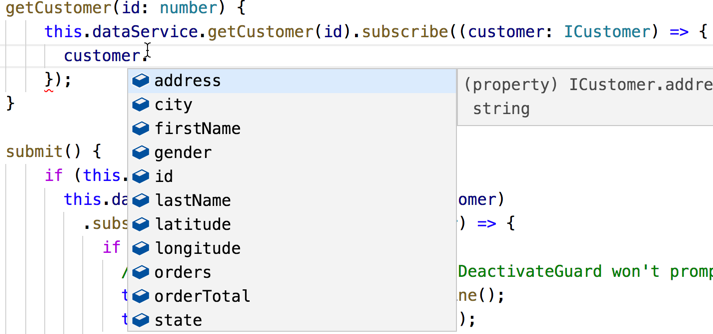 getCustomer(id: number) {
this.dataService.getCustomer(id).subscribe((customer: ICustomer) => {
customer.
});
}
address
(property) ICustomer.addre
string
city
firstName
gender
id
lastName
latitude
longitude
orders
orderTotal
state
submit() {
if (this.
this.da
omer)
.subs
) => {
if
/
DeactivateGuard won't promp
t
ne();
t
);